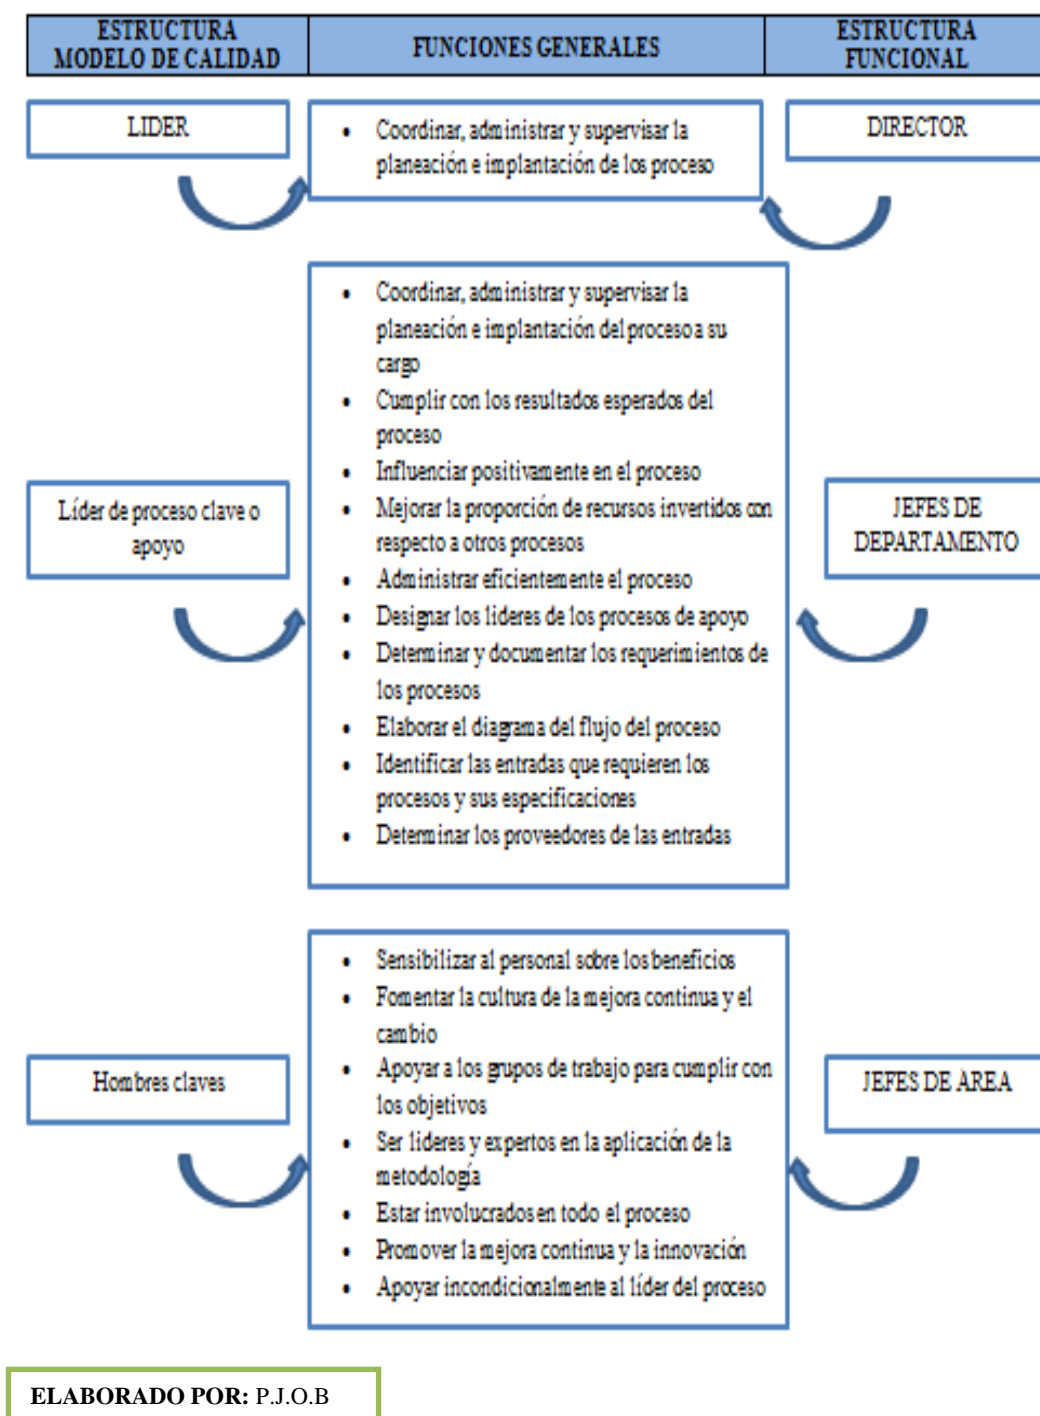 ESTRUCTURA
MODELO DE CALIDAD
FUNCIONES GENERALES
ESTRUCTURA
FUNCIONAL
LIDER
• Coordinar, administrar y supervisar la
planeación e implantación de los proceso
DIRECTOR
• Coordinar, administrar y supervisar la
planeación e implantación del proceso a su
cargo
• Cumplir con los resultados esperados del
proceso
• Influenciar positivamente en el proceso
• Mejorar la proporción de recursos invertidos con
respecto a otros procesos
• Administrar eficientemente el proceso
• Designar los lideres de los procesos de apoyo
• Determinar y documentar los requerimientos de
los procesos
• Elaborar el diagrama del flujo del proceso
• Identificar las entradas que requieren los
procesos y sus especificaciones
• Determinar los proveedores de las entradas
Líder de proceso clave o
apoyo
JEFES DE
DEPARTAMENTO
• Sensibilizar al personal sobre los beneficios
• Fomentar la cultura de la mejora continua y el
cambio
• Apoyar a los grupos de trabajo para cumplir con
los objetivos
• Ser lideres y expertos en la aplicación de la
metodología
• Estar involucrados en todo el proceso
• Promover la mejora continua y la innovación
• Apoyar incondicionalmente al líder del proceso
Hombres claves
JEFES DE AREA
ELABORADO POR: P.J.O.B